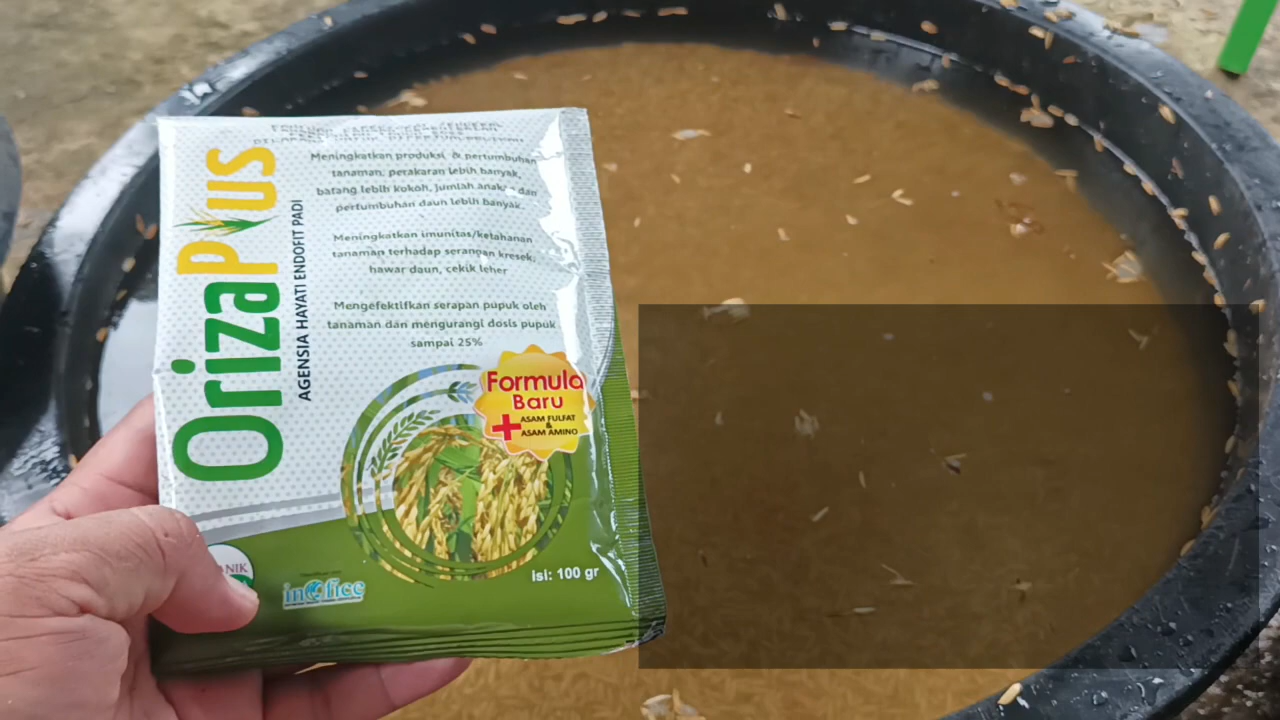 OrizaPlus
AGENSIA HAYATI ENDOFIT PADI
Meningkatkan produksi & pertumbuhan
tanaman, perakaran lebih banyak,
batang lebih kokoh, jumlah anakan dan
pertumbuhan daun lebih banyak.
Meningkatkan imunitas/ketahanan
tanaman terhadap serangan kresek,
hawar daun, cekik leher
Mengefektifkan serapan pupuk oleh
tanaman dan mengurangi dosis pupuk
sampai 25%
Formula
Baru
+ ASAM FULFAT
&
ASAM AMINO
NIK
inOfice
Isi: 100 gr